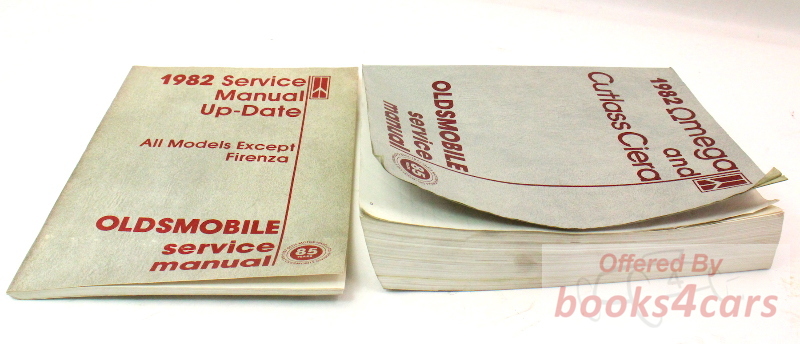 1982 Service
Manual
Up-Date
All Models Except
Firenza
OLDSMOBILE
service
manual
85
1982 Omega
and
Cutlass Ciera
OLDSMOBILE
service
manual
85
Offered By
books4cars